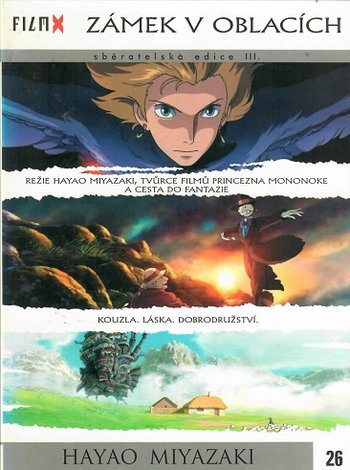 FILMX
ZÁMEK V OBLACÍCH
sběratelská edice III.
REŽIE HAYAO MIYAZAKI, TVŮRCE FILMŮ PRINCEZNA MONONOKE
A CESTA DO FANTAZIE
KOUZLA. LÁSKA. DOBRODRUŽSTVÍ.
HAYAO MIYAZAKI
26